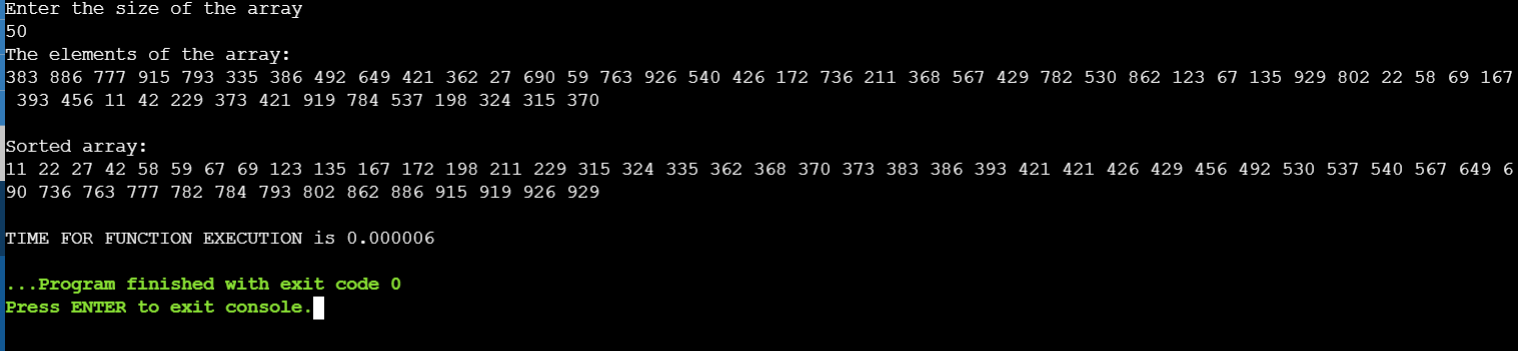 Enter the size of the array
50
The elements of the array:
383 886 777 915 793 335 386 492 649 421 362 27 690 59 763 926 540 426 172 736 211 368 567 429 782 530 862 123 67 135 929 802 22 58 69 167
393 456 11 42 229 373 421 919 784 537 198 324 315 370
Sorted array:
11 22 27 42 58 59 67 69 123 135 167 172 198 211 229 315 324 335 362 368 370 373 383 386 393 421 421 426 429 456 492 530 537 540 567 649 6
90 736 763 777 782 784 793 802 862 886 915 919 926 929
TIME FOR FUNCTION EXECUTION is 0.000006
...Program finished with exit code 0
Press ENTER to exit console.